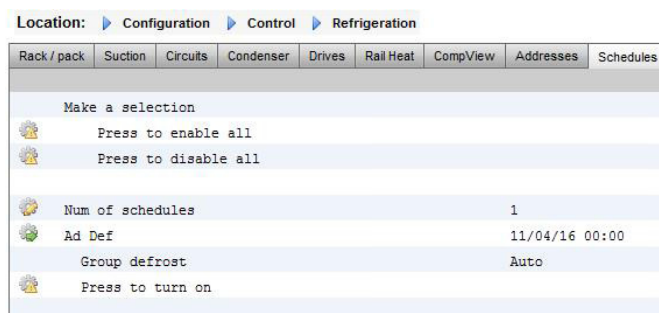 Location: Configuration Control Refrigeration
Rack / pack Suction Circuits Condenser Drives Rail Heat CompView Addresses Schedules
Make a selection
Press to enable all
Press to disable all
Num of schedules 1
Ad Def 11/04/16 00:00
Group defrost Auto
Press to turn on